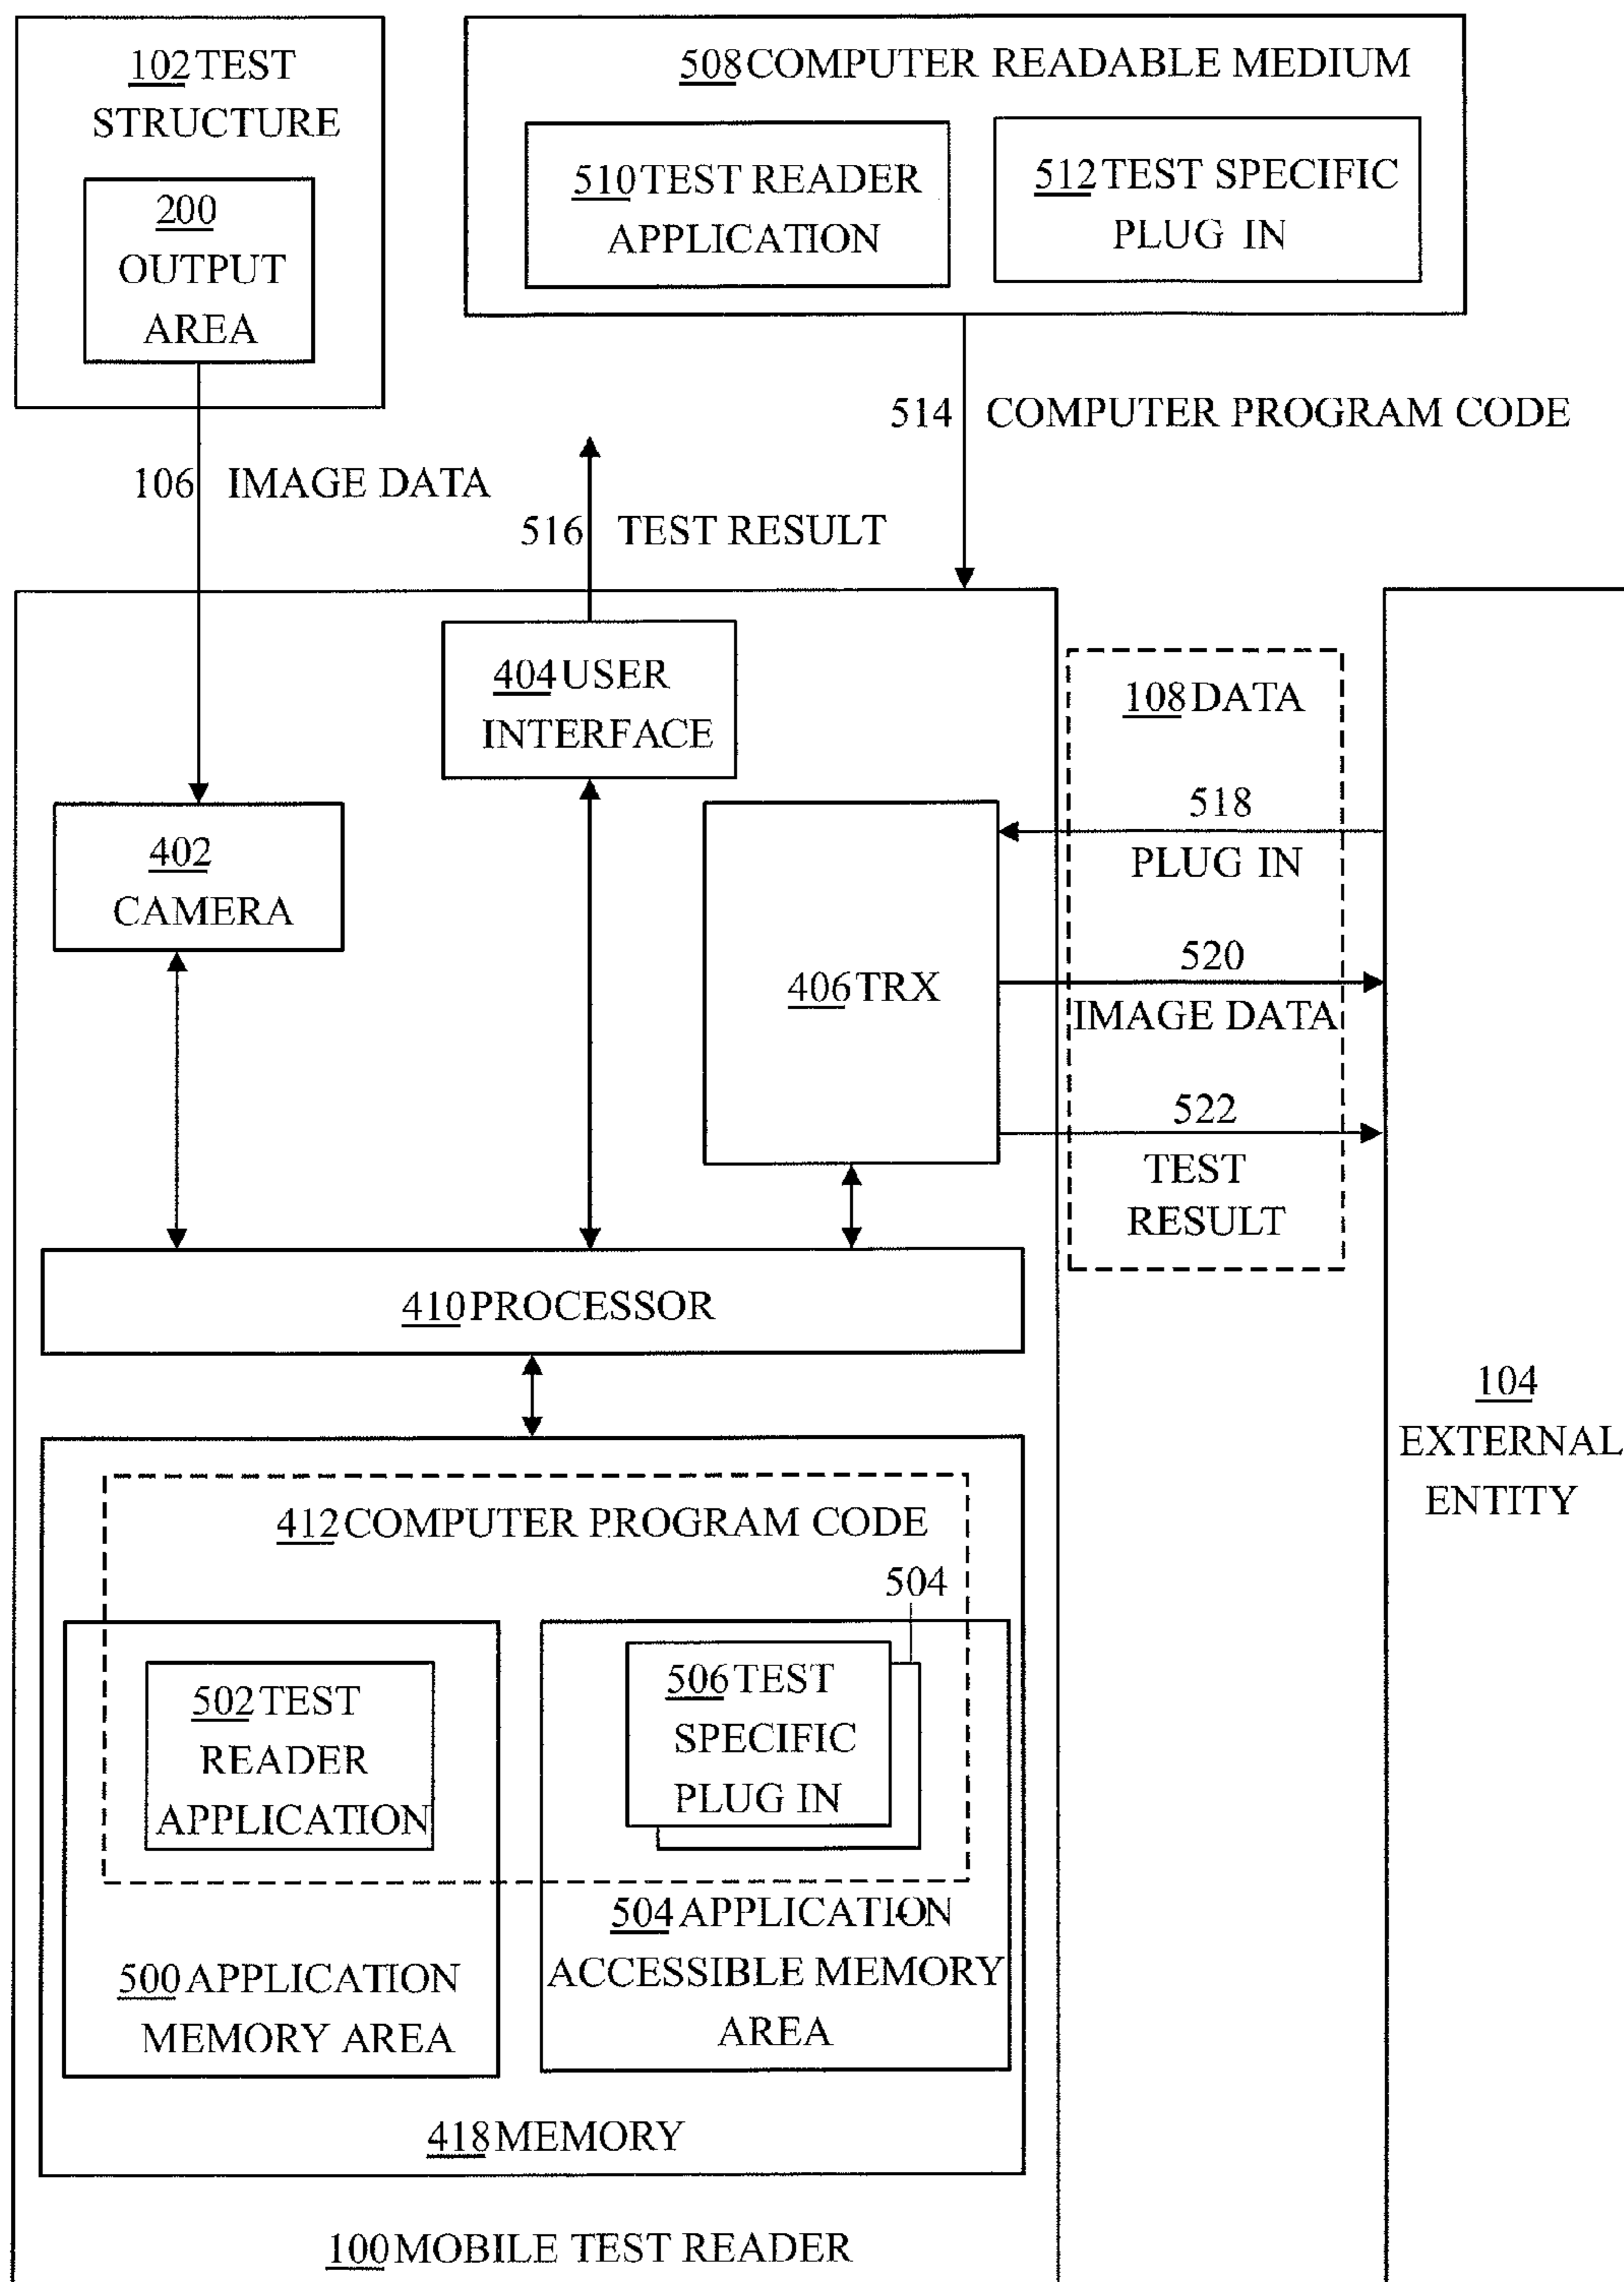 102 TEST
STRUCTURE
200
OUTPUT
AREA
508 COMPUTER READABLE MEDIUM
510 TEST READER
APPLICATION
512 TEST SPECIFIC
PLUG IN
106 IMAGE DATA
516 TEST RESULT
514 COMPUTER PROGRAM CODE
404 USER
INTERFACE
402
CAMERA
406 TRX
108 DATA
518
PLUG IN
520
IMAGE DATA
522
TEST
RESULT
410 PROCESSOR
104
EXTERNAL
ENTITY
412 COMPUTER PROGRAM CODE
504
502 TEST
READER
APPLICATION
506 TEST
SPECIFIC
PLUG IN
500 APPLICATION
MEMORY AREA
504 APPLICATION
ACCESSIBLE MEMORY
AREA
418 MEMORY
100 MOBILE TEST READER